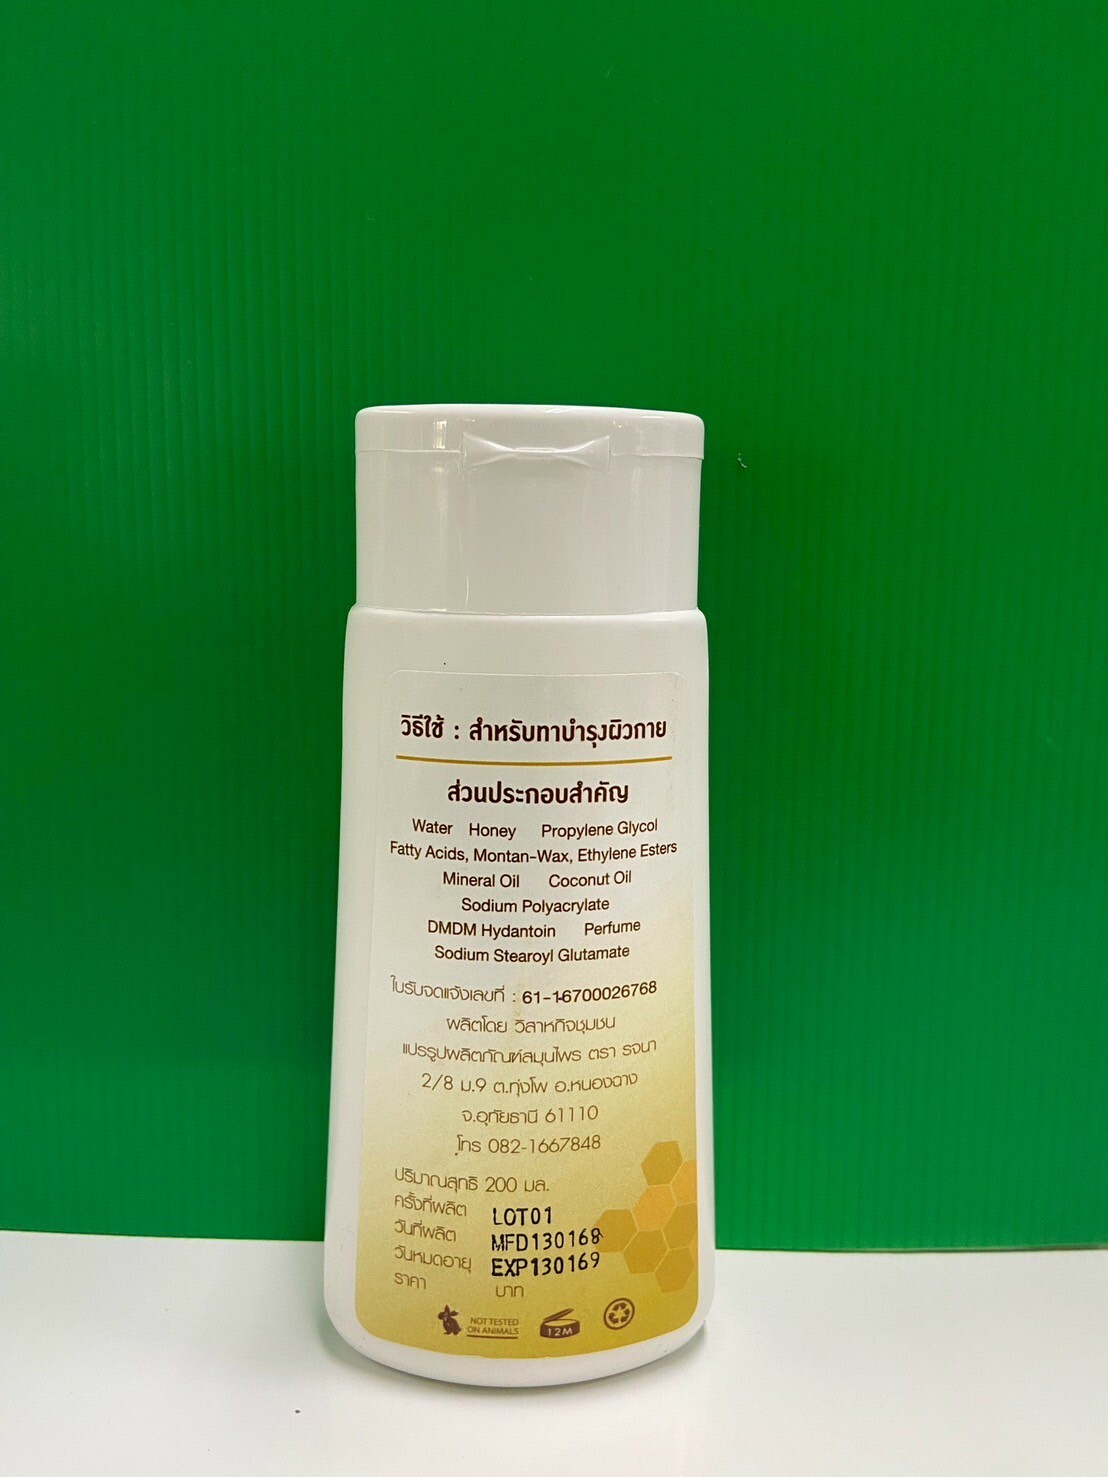 วิธีใช้ : สำหรับทาบำรุงผิวกาย
ส่วนประกอบสำคัญ
Water Honey Propylene Glycol
Fatty Acids, Montan-Wax, Ethylene Esters
Mineral Oil Coconut Oil
Sodium Polyacrylate
DMDM Hydantoin Perfume
Sodium Stearoyl Glutamate
ใบรับจดแจ้งเลขที่ : 61-1-6700026768
ผลิตโดย วิสาหกิจชุมชน
แปรรูปผลิตภัณฑ์สมุนไพร ตรา รจนา
2/8 ม.9 ต.ทุ่งโพ อ.หนองฉาง
จ.อุทัยธานี 61110
โทร 082-1667848
ปริมาณสุทธิ 200 มล.
ครั้งที่ผลิต LOT01
วันที่ผลิต MFD130168
วันหมดอายุ EXP130169
ราคา บาท
NOT TESTED
ON ANIMALS
12M